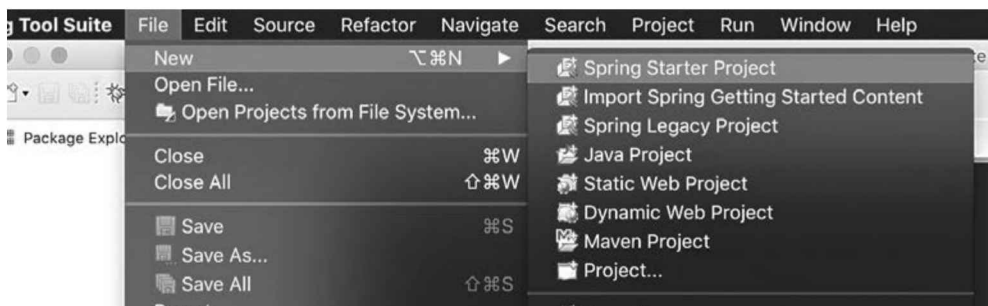 g Tool Suite File Edit Source Refactor Navigate Search Project Run Window Help
New ⌥⌘N ▶
Open File...
Open Projects from File System...
Package Explo
Close ⌘W
Close All ⇧⌘W
Save ⌘S
Save As...
Save All ⇧⌘S
Spring Starter Project
Import Spring Getting Started Content
Spring Legacy Project
Java Project
Static Web Project
Dynamic Web Project
Maven Project
Project...